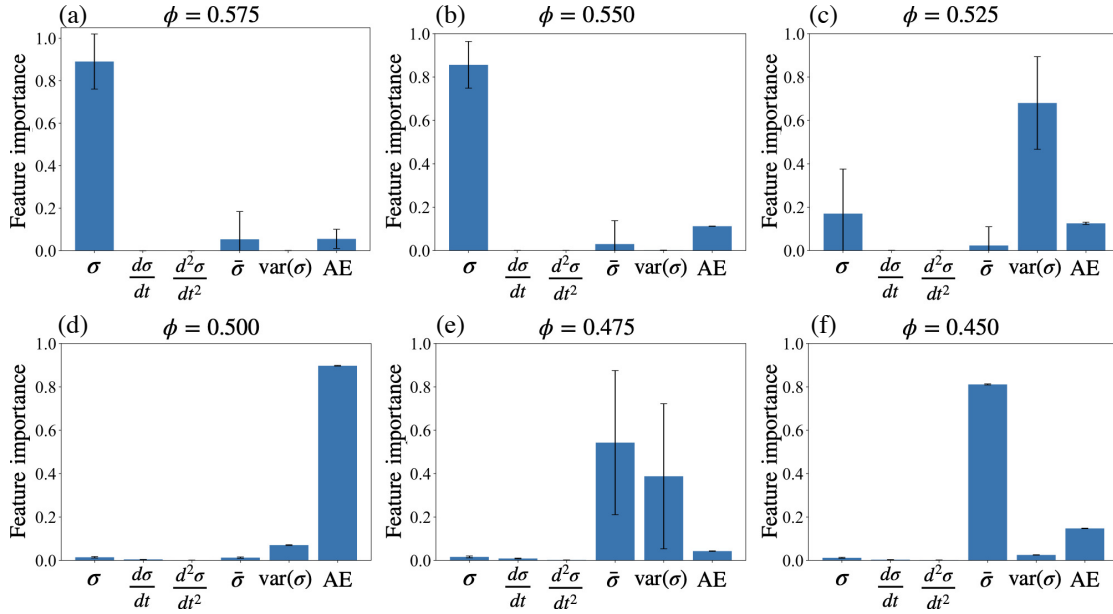 (a) ϕ = 0.575
Feature importance
1.0
0.8
0.6
0.4
0.2
0.0
σ dσ/dt d²σ/dt² σ̄ var(σ) AE
(b) ϕ = 0.550
Feature importance
1.0
0.8
0.6
0.4
0.2
0.0
σ dσ/dt d²σ/dt² σ̄ var(σ) AE
(c) ϕ = 0.525
Feature importance
1.0
0.8
0.6
0.4
0.2
0.0
σ dσ/dt d²σ/dt² σ̄ var(σ) AE
(d) ϕ = 0.500
Feature importance
1.0
0.8
0.6
0.4
0.2
0.0
σ dσ/dt d²σ/dt² σ̄ var(σ) AE
(e) ϕ = 0.475
Feature importance
1.0
0.8
0.6
0.4
0.2
0.0
σ dσ/dt d²σ/dt² σ̄ var(σ) AE
(f) ϕ = 0.450
Feature importance
1.0
0.8
0.6
0.4
0.2
0.0
σ dσ/dt d²σ/dt² σ̄ var(σ) AE